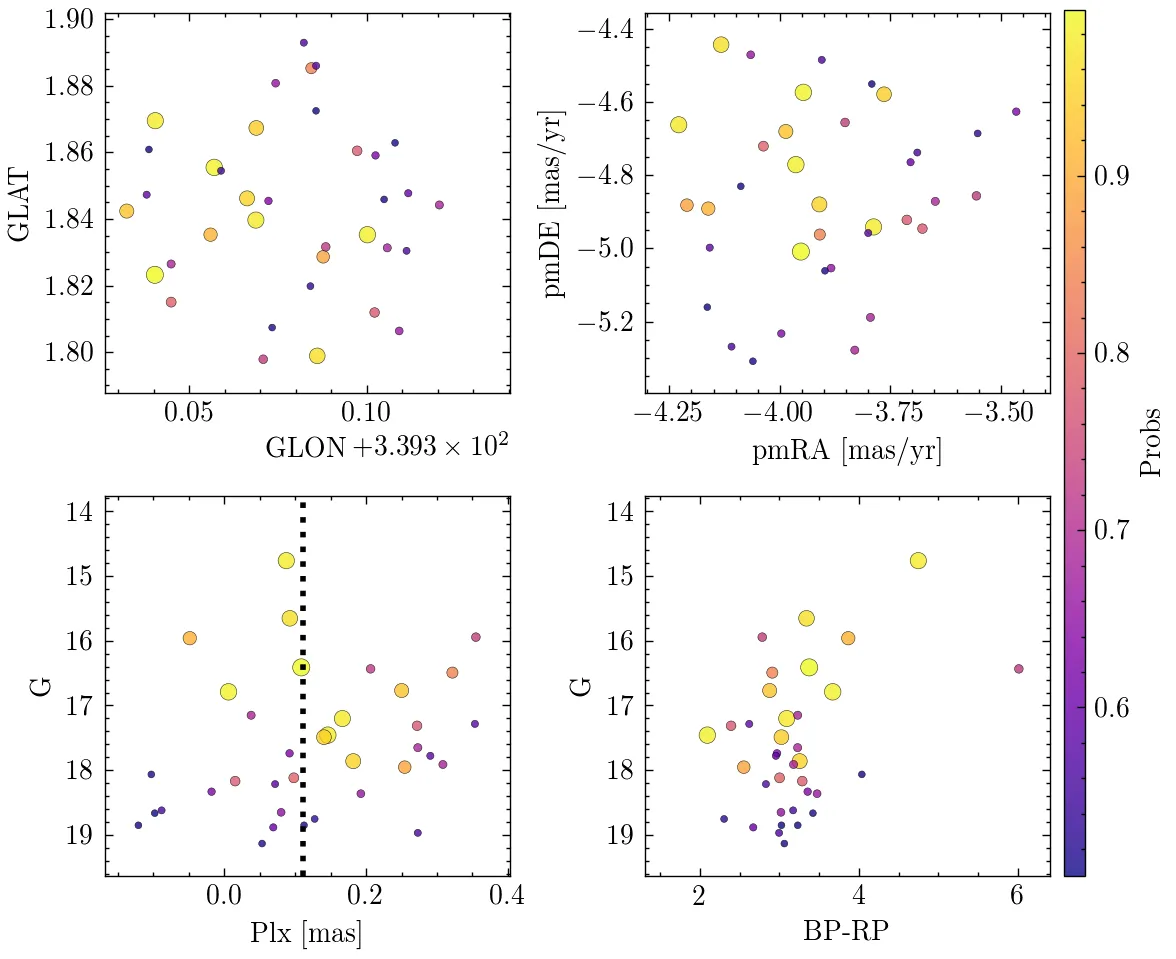 1.90
1.88
1.86
1.84
1.82
1.80
GLAT
0.05 0.10
GLON +3.393 × 10²
−4.4
−4.6
−4.8
−5.0
−5.2
pmDE [mas/yr]
−4.25 −4.00 −3.75 −3.50
pmRA [mas/yr]
14
15
16
17
18
19
G
0.0 0.2 0.4
Plx [mas]
14
15
16
17
18
19
G
2 4 6
BP-RP
0.9
0.8
0.7
0.6
Probs